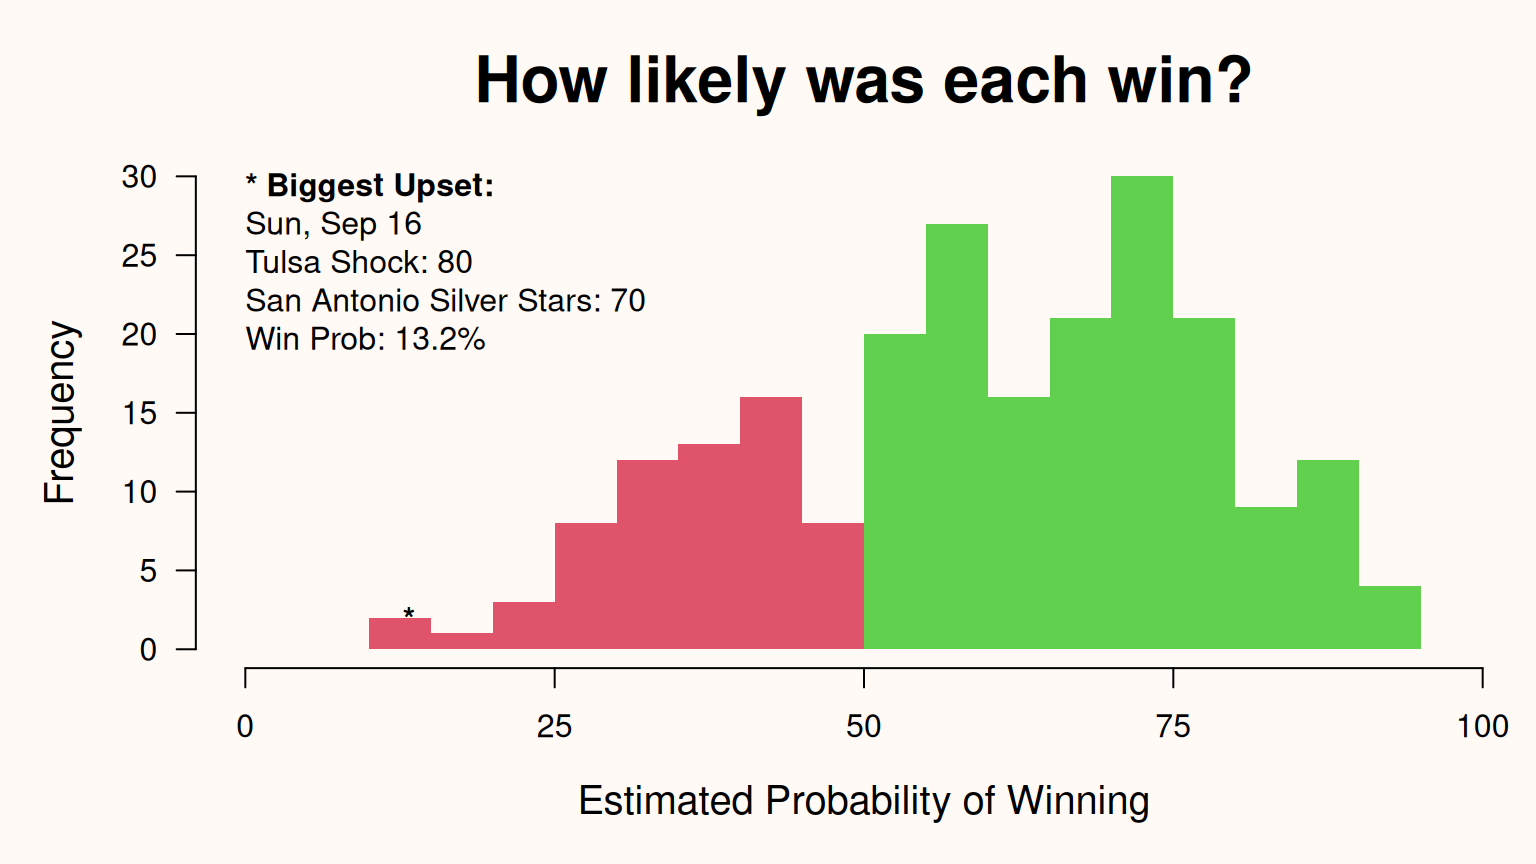 How likely was each win?
* Biggest Upset:
Sun, Sep 16
Tulsa Shock: 80
San Antonio Silver Stars: 70
Win Prob: 13.2%
Frequency
30
25
20
15
10
5
0
*
0 25 50 75 100
Estimated Probability of Winning